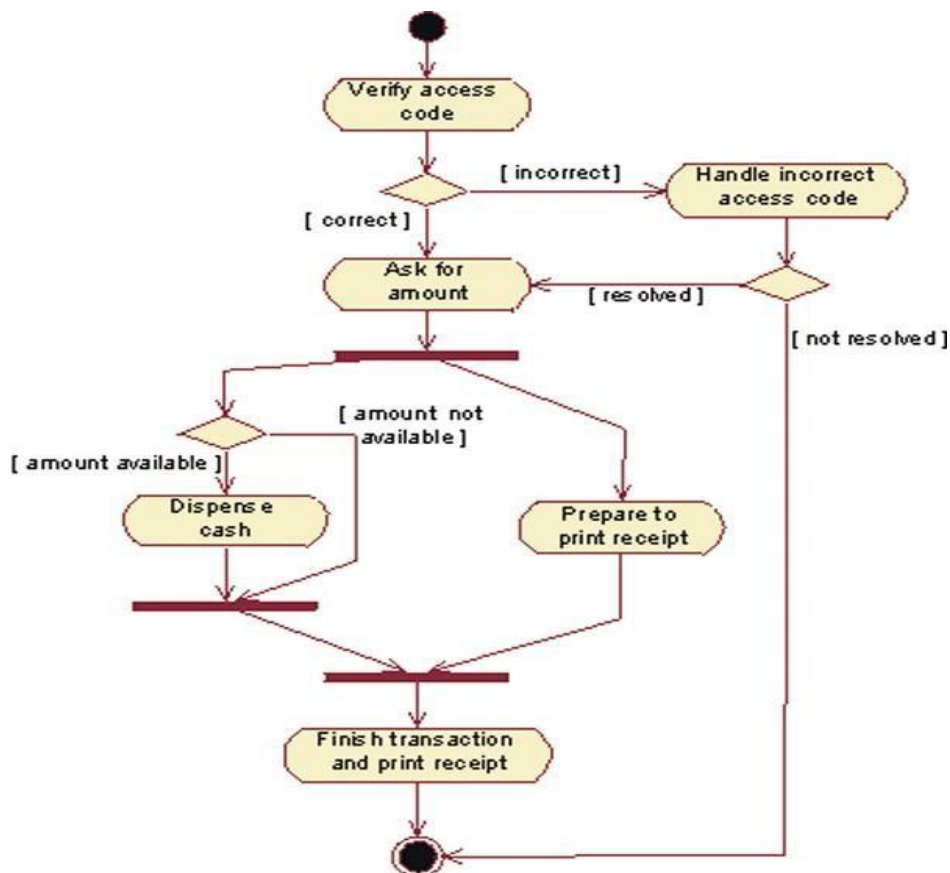 Verify access
code
[ incorrect ]
Handle incorrect
access code
[ correct ]
Ask for
amount
[ resolved ]
[ not resolved ]
[ amount not
available ]
[ amount available ]
Dispense
cash
Prepare to
print receipt
Finish transaction
and print receipt